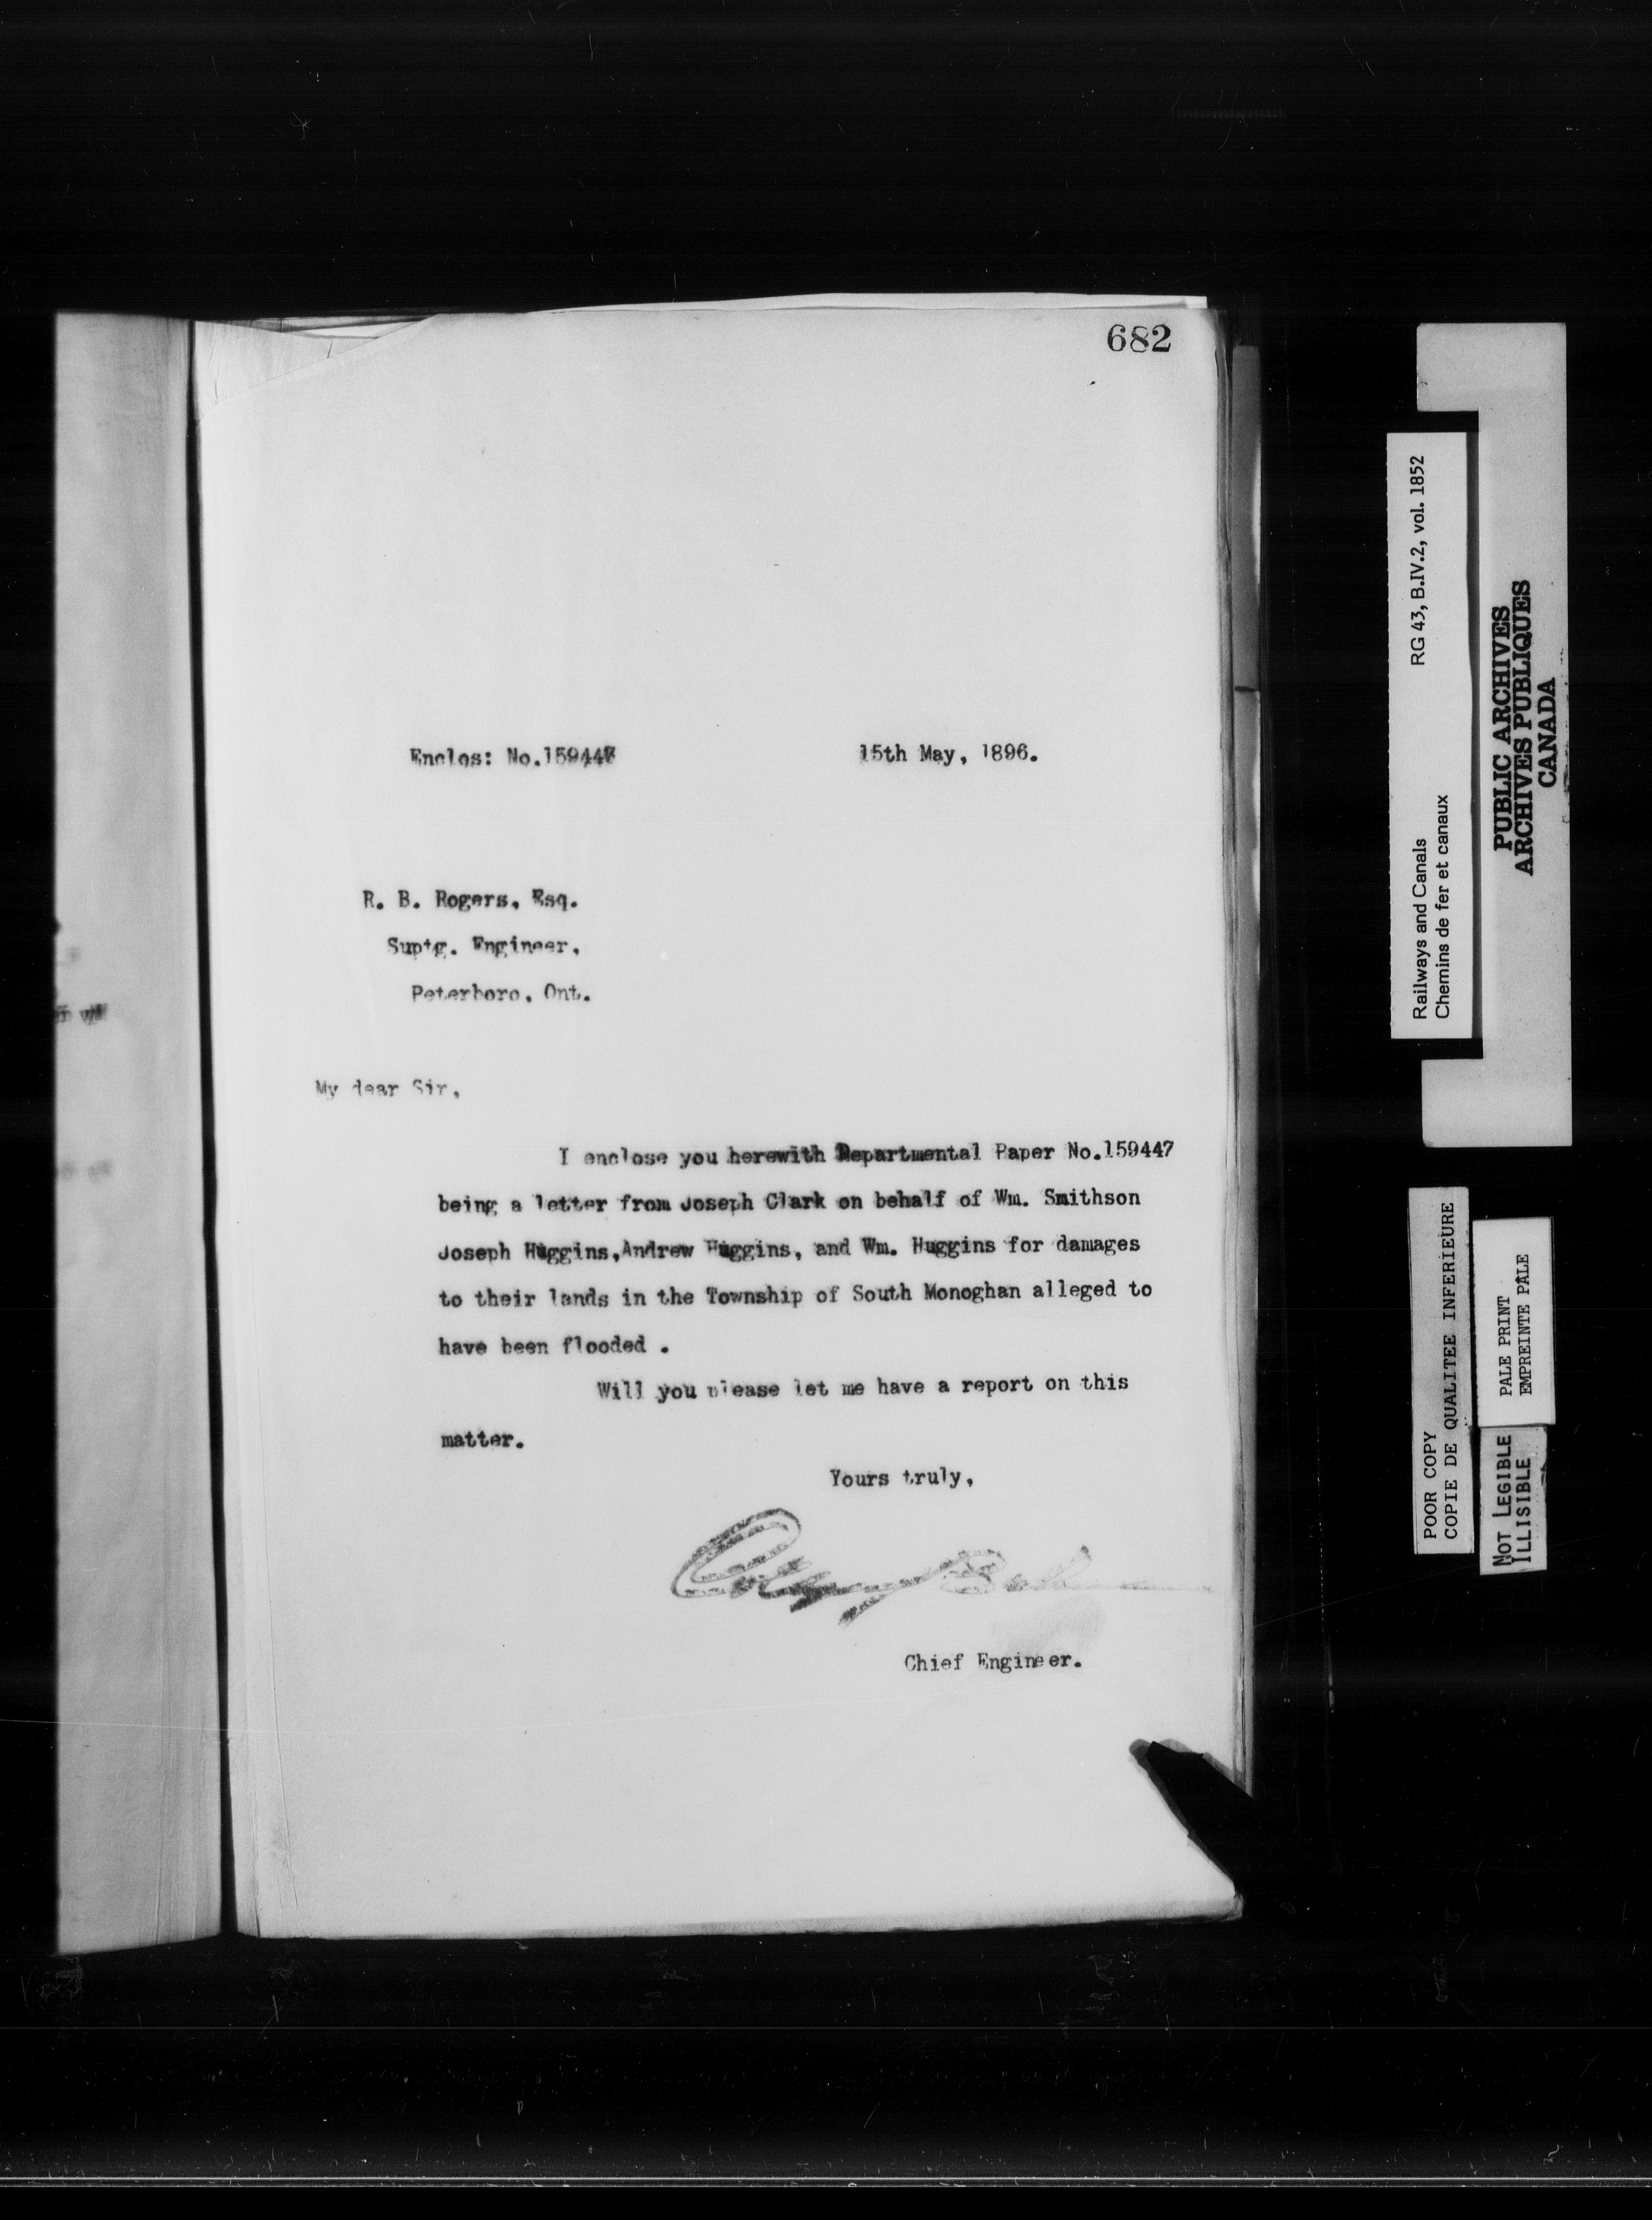 682
Enclos: No.159447
15th May, 1896.
R. B. Rogers, Esq.
Suptg. Engineer,
Peterboro, Ont.
My dear Sir,
I enclose you herewith Departmental Paper No.159447
being a letter from Joseph Clark on behalf of Wm. Smithson
Joseph Huggins,Andrew Huggins, and Wm. Huggins for damages
to their lands in the Township of South Monoghan alleged to
have been flooded .
Will you please let me have a report on this
matter.
Yours truly,
Chief Engineer.
Railways and Canals RG 43, B.IV.2, vol. 1852
Chemins de fer et canaux
PUBLIC ARCHIVES
ARCHIVES PUBLIQUES
CANADA
POOR COPY
COPIE DE QUALITEE INFERIEURE
PALE PRINT
EMPREINTE PALE
NOT LEGIBLE
ILLISIBLE